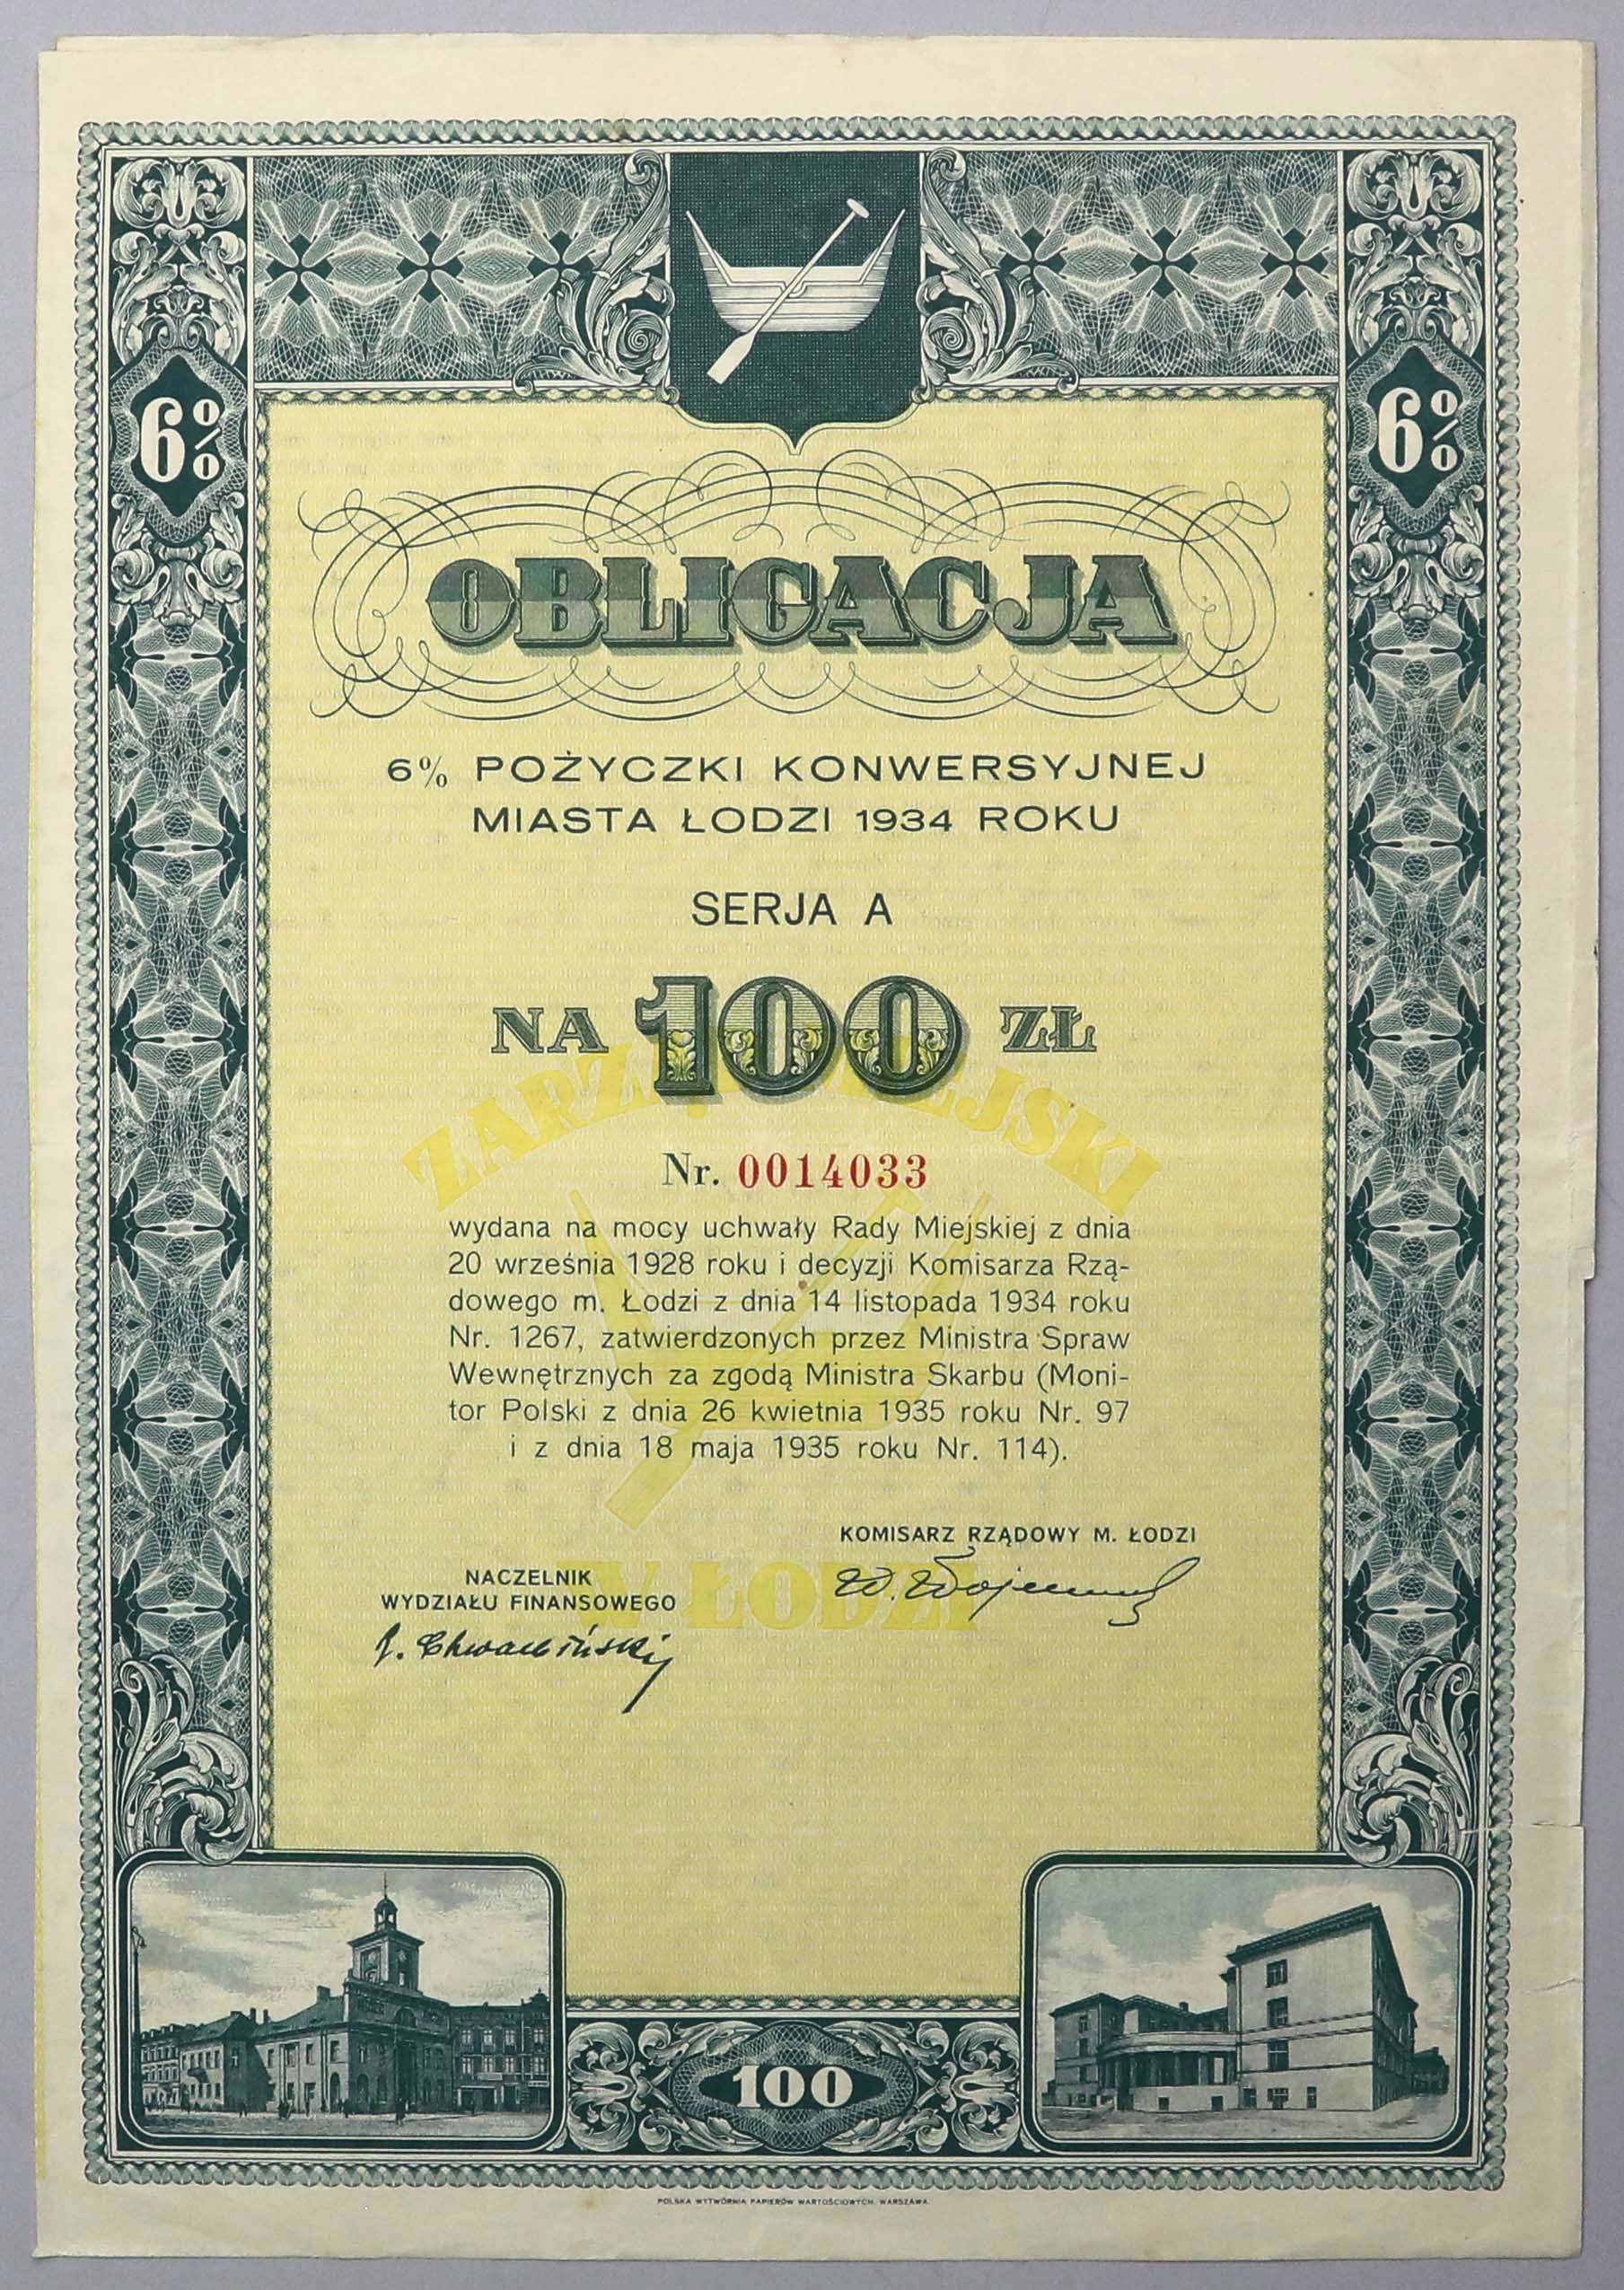 6%
6%
OBLIGACJA
6% POŻYCZKI KONWERSYJNEJ
MIASTA ŁODZI 1934 ROKU
SERJA A
NA 100 ZŁ
Nr. 0014033
wydana na mocy uchwały Rady Miejskiej z dnia
20 września 1928 roku i decyzji Komisarza Rzą-
dowego m. Łodzi z dnia 14 listopada 1934 roku
Nr. 1267, zatwierdzonych przez Ministra Spraw
Wewnętrznych za zgodą Ministra Skarbu (Moni-
tor Polski z dnia 26 kwietnia 1935 roku Nr. 97
i z dnia 18 maja 1935 roku Nr. 114).
KOMISARZ RZĄDOWY M. ŁODZI
NACZELNIK
WYDZIAŁU FINANSOWEGO
W ŁODZI
100
POLSKA WYTWÓRNIA PAPIERÓW WARTOŚCIOWYCH. WARSZAWA